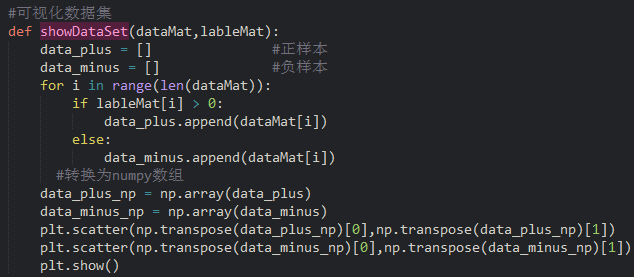 #可视化数据集
def showDataSet(dataMat,lableMat):
    data_plus = []               #正样本
    data_minus = []              #负样本
    for i in range(len(dataMat)):
        if lableMat[i] > 0:
            data_plus.append(dataMat[i])
        else:
            data_minus.append(dataMat[i])
      #转换为numpy数组
    data_plus_np = np.array(data_plus)
    data_minus_np = np.array(data_minus)
    plt.scatter(np.transpose(data_plus_np)[0],np.transpose(data_plus_np)[1])
    plt.scatter(np.transpose(data_minus_np)[0],np.transpose(data_minus_np)[1])
    plt.show()